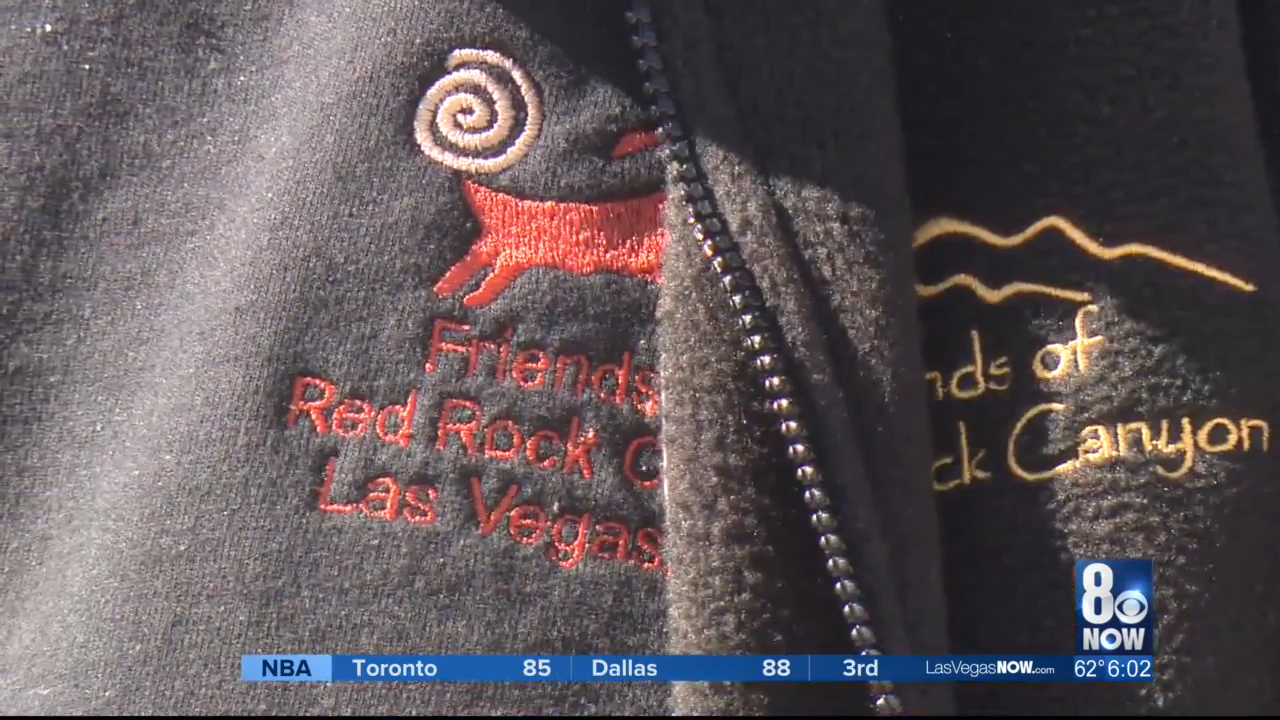 Friends
Red Rock C
Las Vegas
nds of
ck Canyon
8
NOW
NBA Toronto 85 Dallas 88 3rd LasVegasNOW.com 62° 6:02